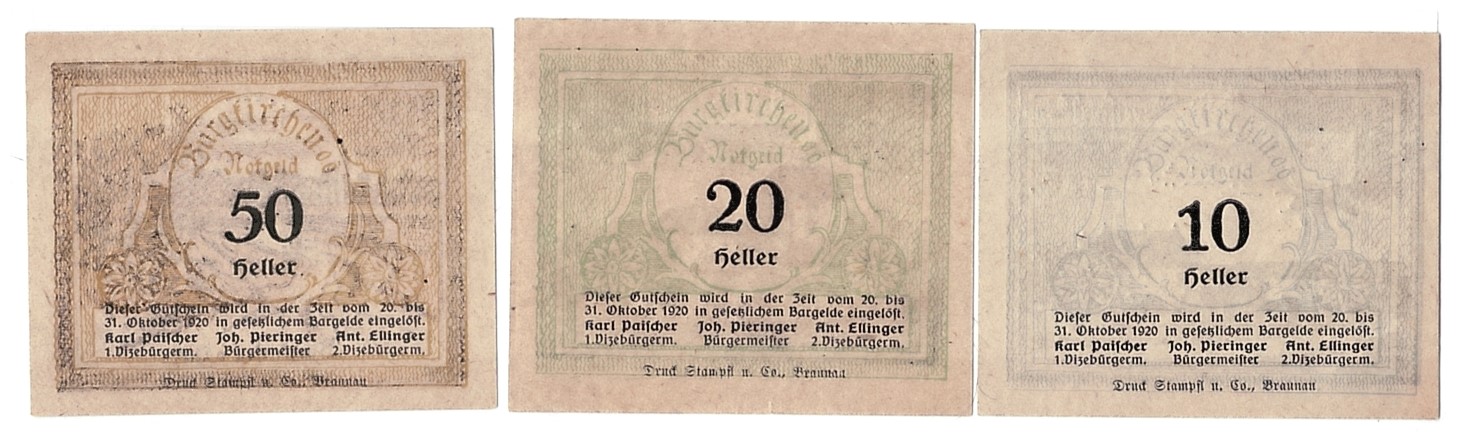 Burgkirchen oö
Notgeld
50
Heller.
Dieser Gutschein wird in der Zeit vom 20. bis
31. Oktober 1920 in gesetzlichem Bargelde eingelöst.
Karl Paischer Joh. Pieringer Ant. Ellinger
1.Vizebürgerm. Bürgermeister 2.Vizebürgerm.
Druck Stampfl u. Co., Braunau
Burgkirchen oö
Notgeld
20
Heller
Dieser Gutschein wird in der Zeit vom 20. bis
31. Oktober 1920 in gesetzlichem Bargelde eingelöst.
Karl Paischer Joh. Pieringer Ant. Ellinger
1.Vizebürgerm. Bürgermeister 2.Vizebürgerm.
Druck Stampfl u. Co., Braunau
Burgkirchen oö
Notgeld
10
Heller
Dieser Gutschein wird in der Zeit vom 20. bis
31. Oktober 1920 in gesetzlichem Bargelde eingelöst.
Karl Paischer Joh. Pieringer Ant. Ellinger
1.Vizebürgerm. Bürgermeister 2.Vizebürgerm.
Druck Stampfl u. Co., Braunau